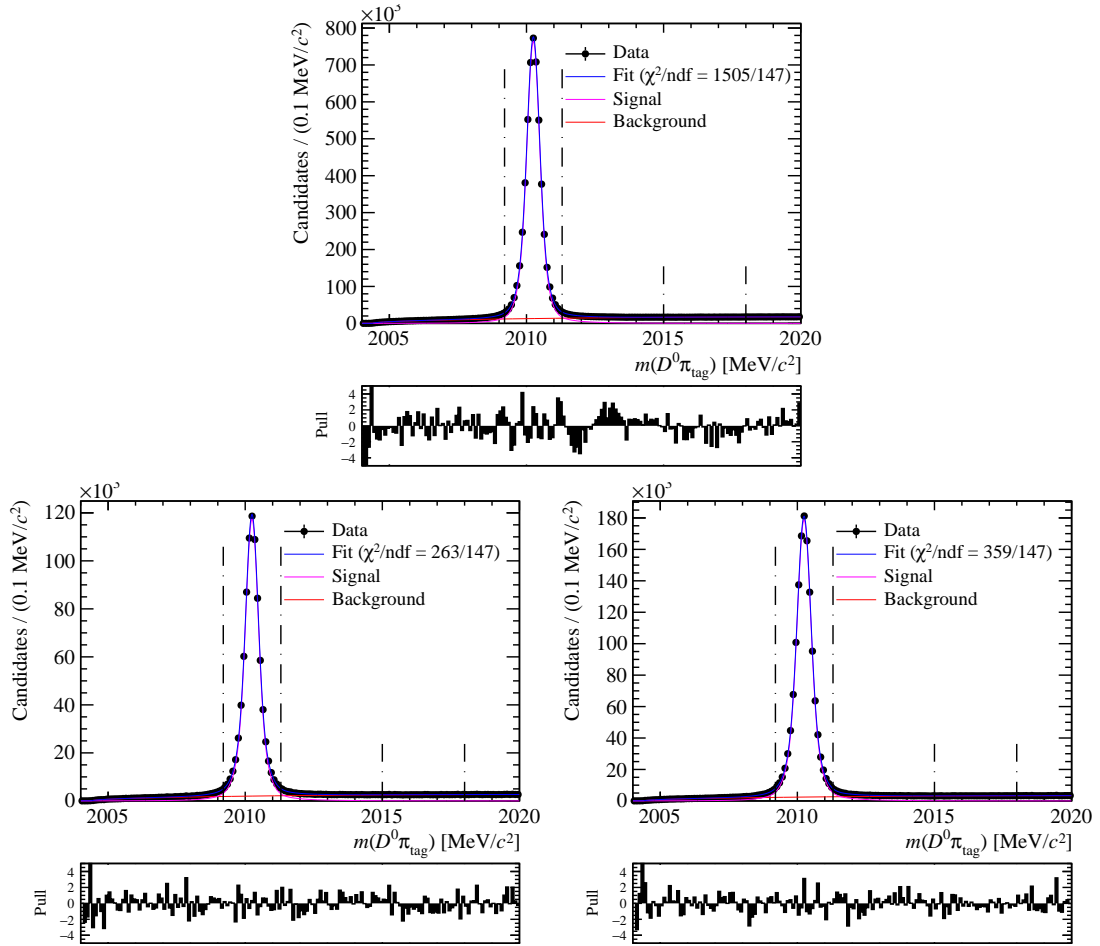 ×10³
Candidates / (0.1 MeV/c²)
800
700
600
500
400
300
200
100
0
Data
Fit (χ²/ndf = 1505/147)
Signal
Background
2005 2010 2015 2020
m(D⁰π_tag) [MeV/c²]
Pull
4
2
0
−2
−4
×10³
Candidates / (0.1 MeV/c²)
120
100
80
60
40
20
0
Data
Fit (χ²/ndf = 263/147)
Signal
Background
2005 2010 2015 2020
m(D⁰π_tag) [MeV/c²]
Pull
4
2
0
−2
−4
×10³
Candidates / (0.1 MeV/c²)
180
160
140
120
100
80
60
40
20
0
Data
Fit (χ²/ndf = 359/147)
Signal
Background
2005 2010 2015 2020
m(D⁰π_tag) [MeV/c²]
Pull
4
2
0
−2
−4